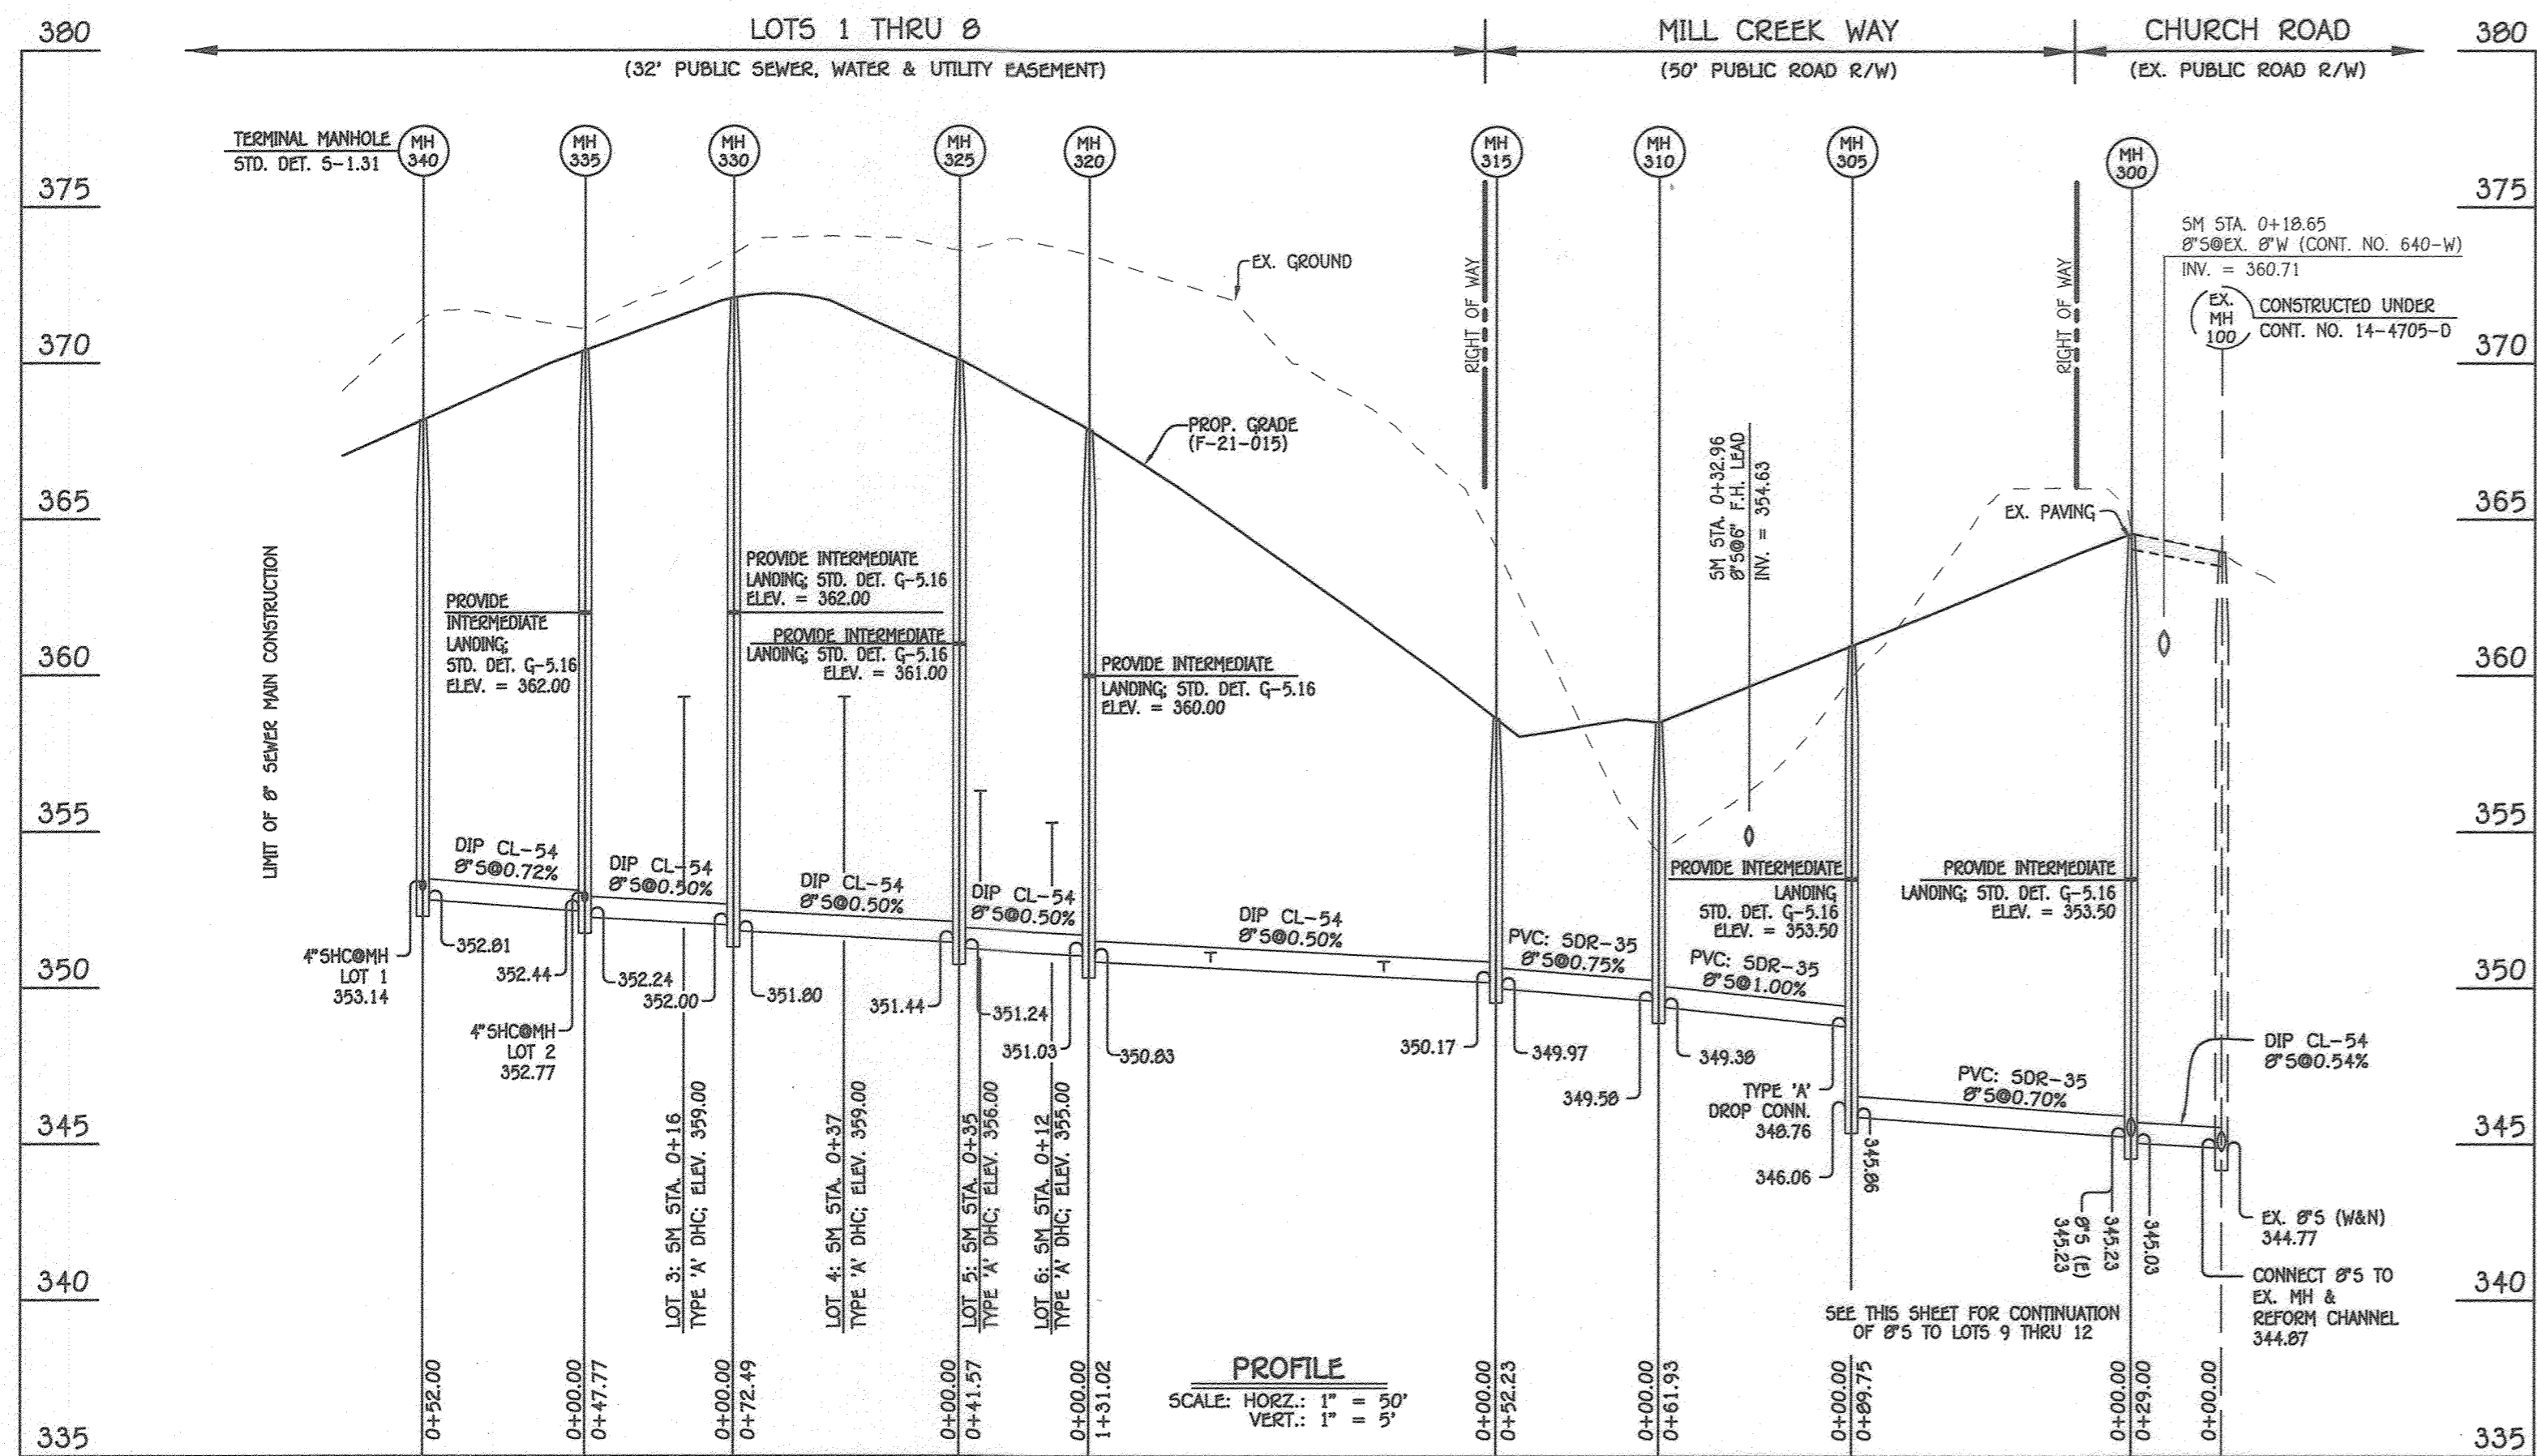 380
LOTS 1 THRU 8
MILL CREEK WAY
CHURCH ROAD
380
(32' PUBLIC SEWER, WATER & UTILITY EASEMENT)
(50' PUBLIC ROAD R/W)
(EX. PUBLIC ROAD R/W)
TERMINAL MANHOLE
STD. DET. S-1.31
MH
340
MH
335
MH
330
MH
325
MH
320
MH
315
MH
310
MH
305
MH
300
375
375
SM STA. 0+18.65
8"S@EX. 8"W (CONT. NO. 640-W)
INV. = 360.71
EX.
MH
100
CONSTRUCTED UNDER
CONT. NO. 14-4705-D
EX. GROUND
RIGHT OF WAY
RIGHT OF WAY
370
370
PROP. GRADE
(F-21-015)
SM STA. 0+32.96
8"S@6" F.H. LEAD
INV. = 354.63
365
365
EX. PAVING
LIMIT OF 8" SEWER MAIN CONSTRUCTION
PROVIDE
INTERMEDIATE
LANDING;
STD. DET. G-5.16
ELEV. = 362.00
PROVIDE INTERMEDIATE
LANDING; STD. DET. G-5.16
ELEV. = 362.00
PROVIDE INTERMEDIATE
LANDING; STD. DET. G-5.16
ELEV. = 361.00
PROVIDE INTERMEDIATE
LANDING; STD. DET. G-5.16
ELEV. = 360.00
360
360
355
355
PROVIDE INTERMEDIATE
LANDING
STD. DET. G-5.16
ELEV. = 353.50
PROVIDE INTERMEDIATE
LANDING; STD. DET. G-5.16
ELEV. = 353.50
DIP CL-54
8"S@0.72%
DIP CL-54
8"S@0.50%
DIP CL-54
8"S@0.50%
DIP CL-54
8"S@0.50%
DIP CL-54
8"S@0.50%
PVC: SDR-35
8"S@0.75%
PVC: SDR-35
8"S@1.00%
T
T
350
350
4"SHC@MH
LOT 1
353.14
352.81
352.44
4"SHC@MH
LOT 2
352.77
352.24
352.00
351.80
351.44
351.24
351.03
350.83
350.17
349.97
349.58
349.38
TYPE 'A'
DROP CONN.
348.76
346.06
345.86
PVC: SDR-35
8"S@0.70%
DIP CL-54
8"S@0.54%
345
345
LOT 3: SM STA. 0+16
TYPE 'A' DHC; ELEV. 359.00
LOT 4: SM STA. 0+37
TYPE 'A' DHC; ELEV. 359.00
LOT 5: SM STA. 0+35
TYPE 'A' DHC; ELEV. 356.00
LOT 6: SM STA. 0+12
TYPE 'A' DHC; ELEV. 355.00
8"S (E)
345.23
345.23
345.03
EX. 8"S (W&N)
344.77
CONNECT 8"S TO
EX. MH &
REFORM CHANNEL
344.87
340
340
SEE THIS SHEET FOR CONTINUATION
OF 8"S TO LOTS 9 THRU 12
PROFILE
SCALE: HORZ.: 1" = 50'
VERT.: 1" = 5'
0+52.00
0+00.00
0+47.77
0+00.00
0+72.49
0+00.00
0+41.57
0+00.00
1+31.02
0+00.00
0+52.23
0+00.00
0+61.93
0+00.00
0+89.75
0+00.00
0+29.00
0+00.00
335
335